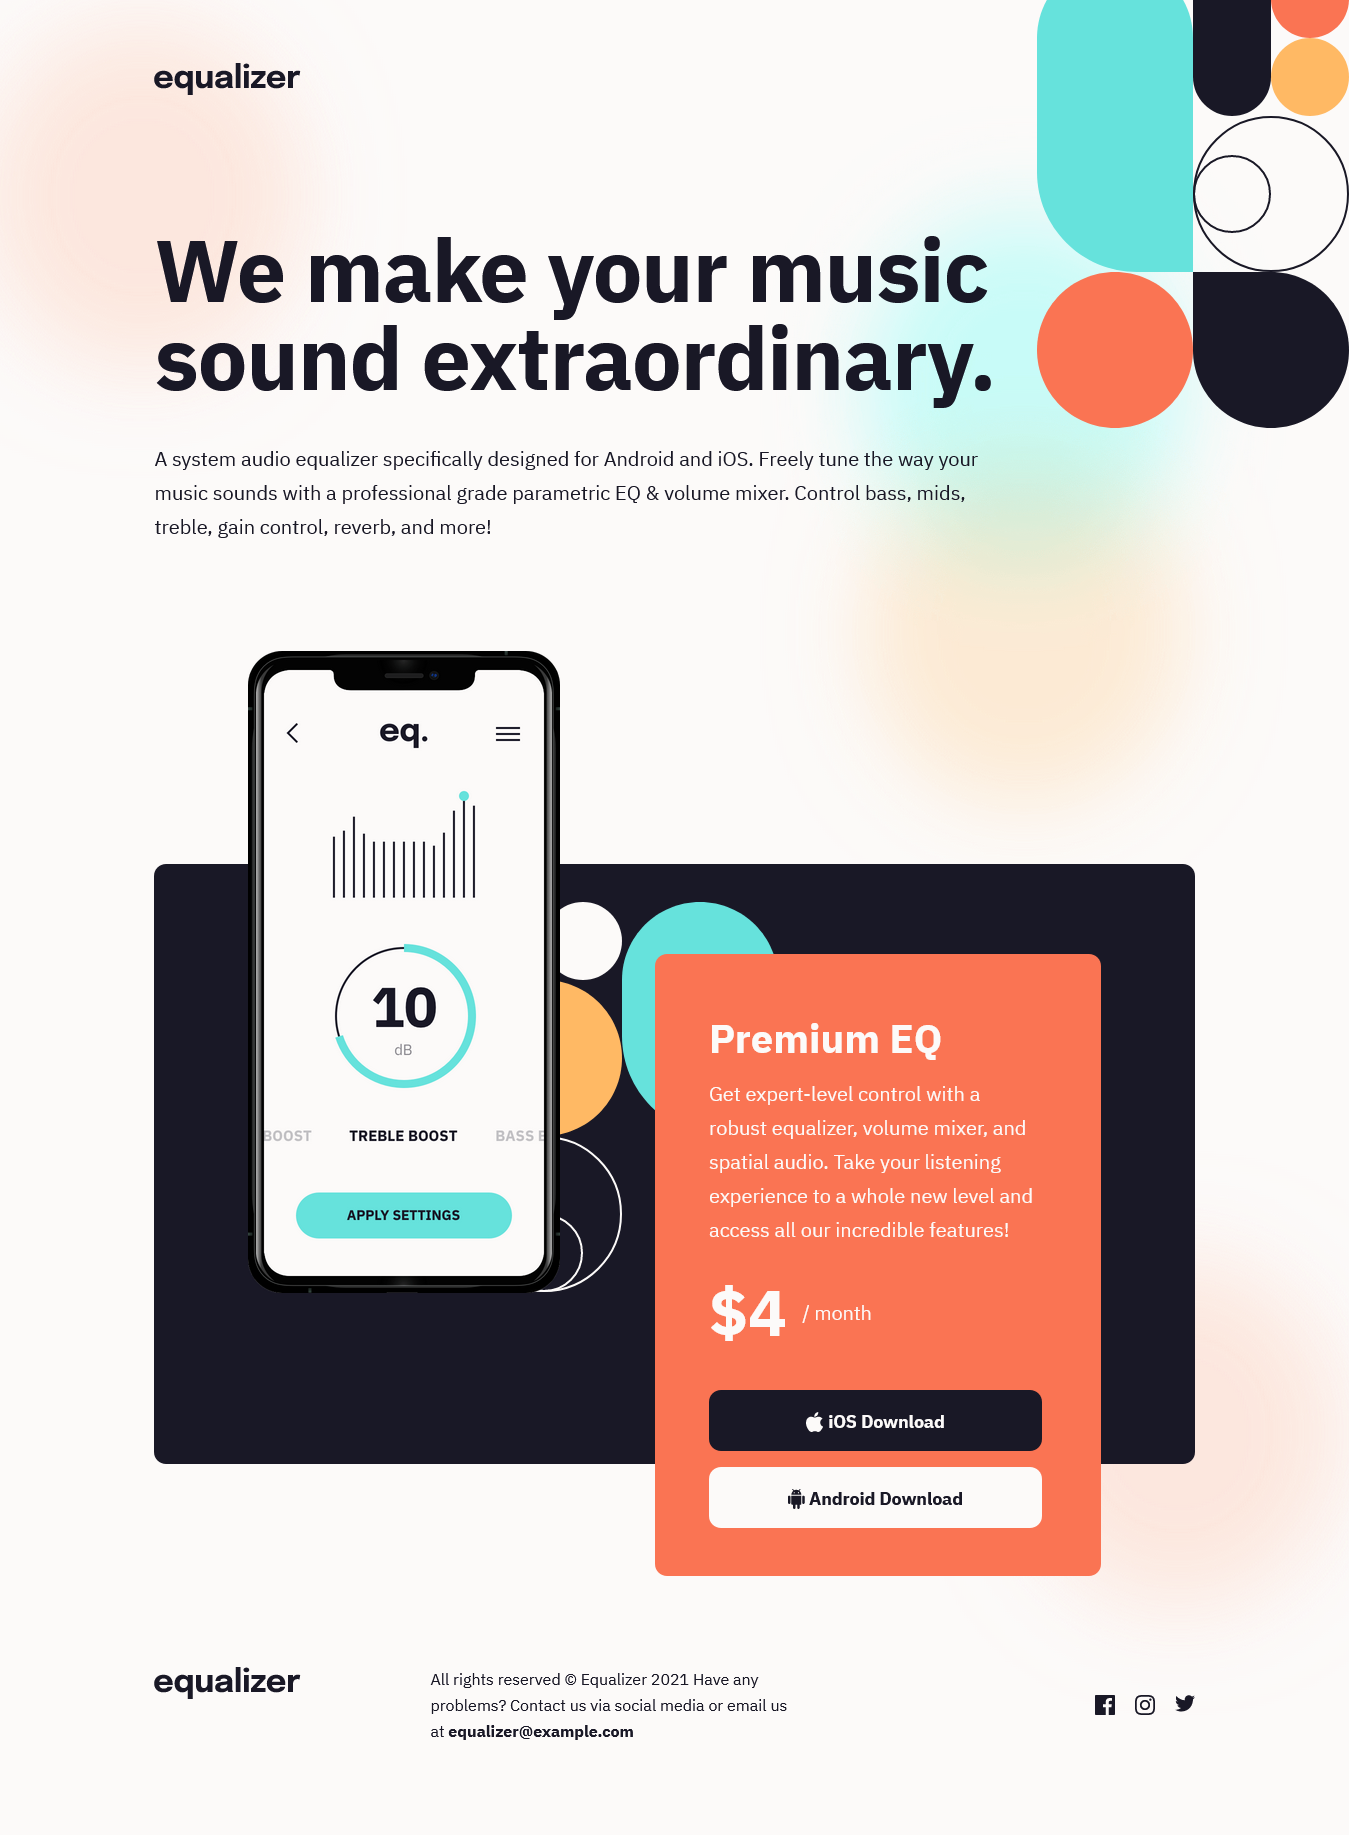 equalizer
We make your music
sound extraordinary.
A system audio equalizer specifically designed for Android and iOS. Freely tune the way your
music sounds with a professional grade parametric EQ & volume mixer. Control bass, mids,
treble, gain control, reverb, and more!
eq.
10
dB
BOOST TREBLE BOOST BASS B
APPLY SETTINGS
Premium EQ
Get expert-level control with a
robust equalizer, volume mixer, and
spatial audio. Take your listening
experience to a whole new level and
access all our incredible features!
$4 / month
iOS Download
Android Download
equalizer
All rights reserved © Equalizer 2021 Have any
problems? Contact us via social media or email us
at equalizer@example.com